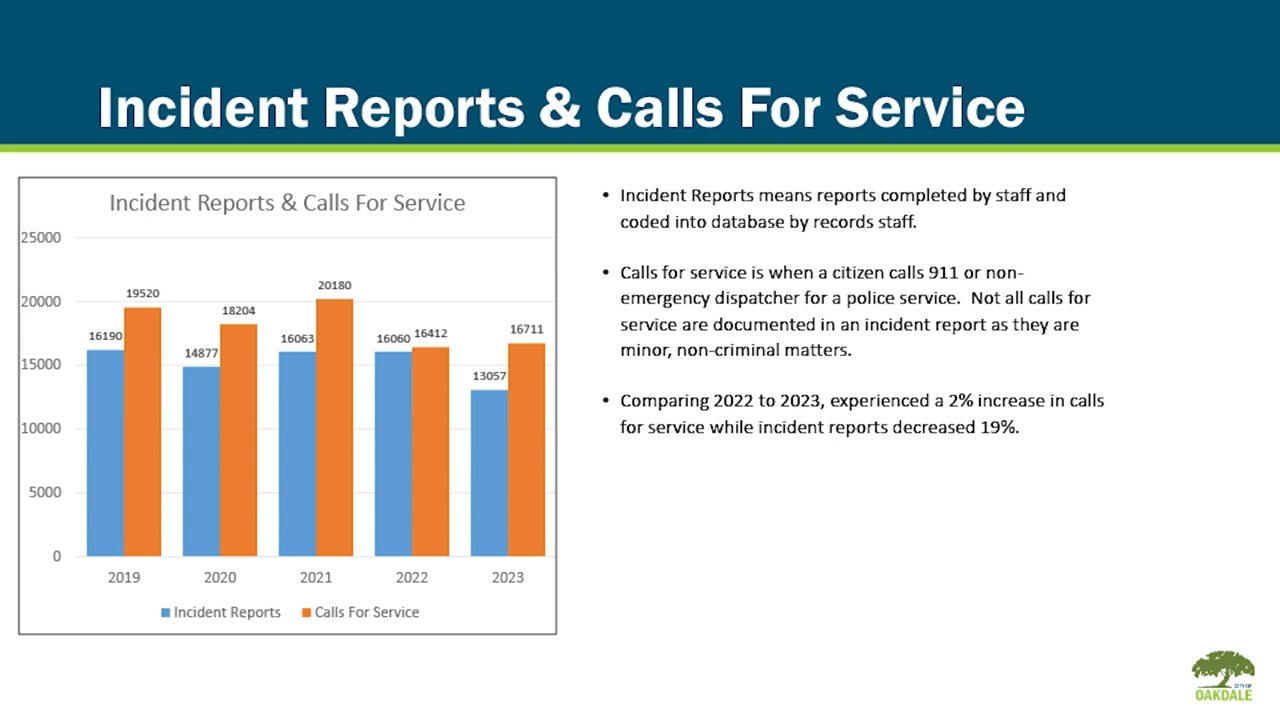 Incident Reports & Calls For Service
Incident Reports & Calls For Service
25000
20000
15000
10000
5000
0
16190
19520
14877
18204
16063
20180
16060
16412
13057
16711
2019 2020 2021 2022 2023
Incident Reports Calls For Service
• Incident Reports means reports completed by staff and
coded into database by records staff.
• Calls for service is when a citizen calls 911 or non-
emergency dispatcher for a police service. Not all calls for
service are documented in an incident report as they are
minor, non-criminal matters.
• Comparing 2022 to 2023, experienced a 2% increase in calls
for service while incident reports decreased 19%.
CITY OF
OAKDALE